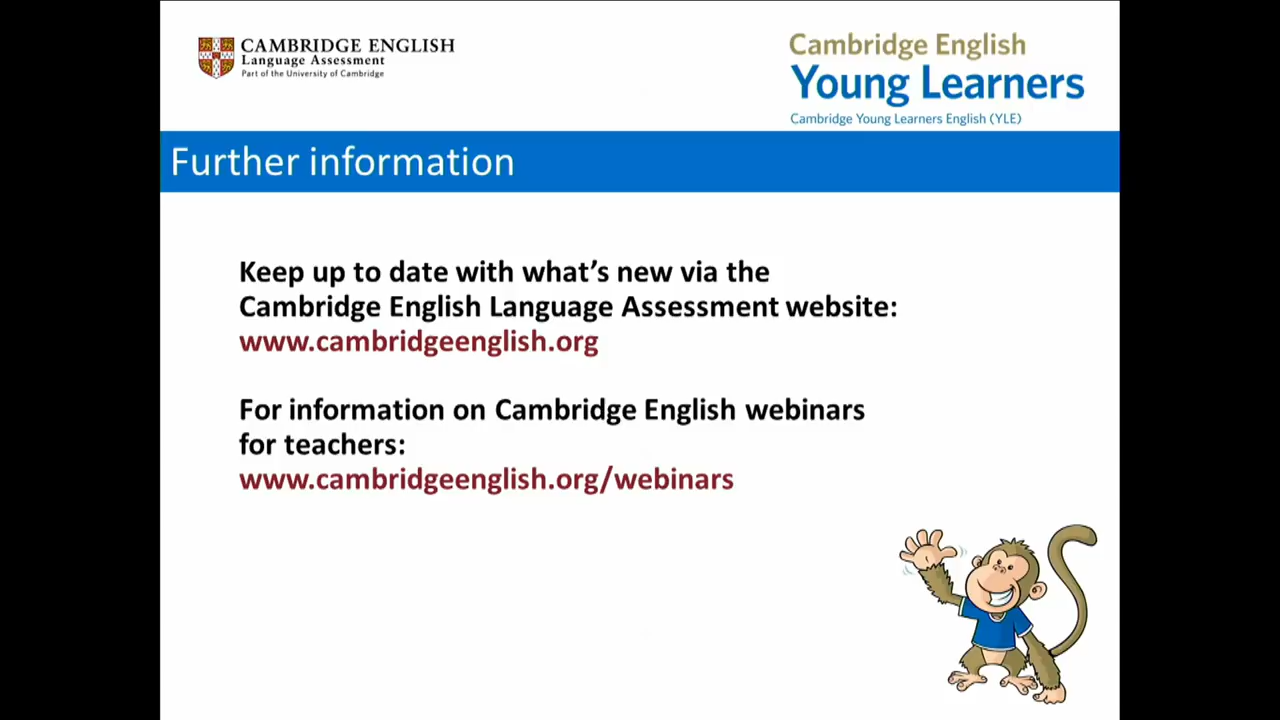 CAMBRIDGE ENGLISH
Language Assessment
Part of the University of Cambridge
Cambridge English
Young Learners
Cambridge Young Learners English (YLE)
Further information
Keep up to date with what’s new via the
Cambridge English Language Assessment website:
www.cambridgeenglish.org
For information on Cambridge English webinars
for teachers:
www.cambridgeenglish.org/webinars